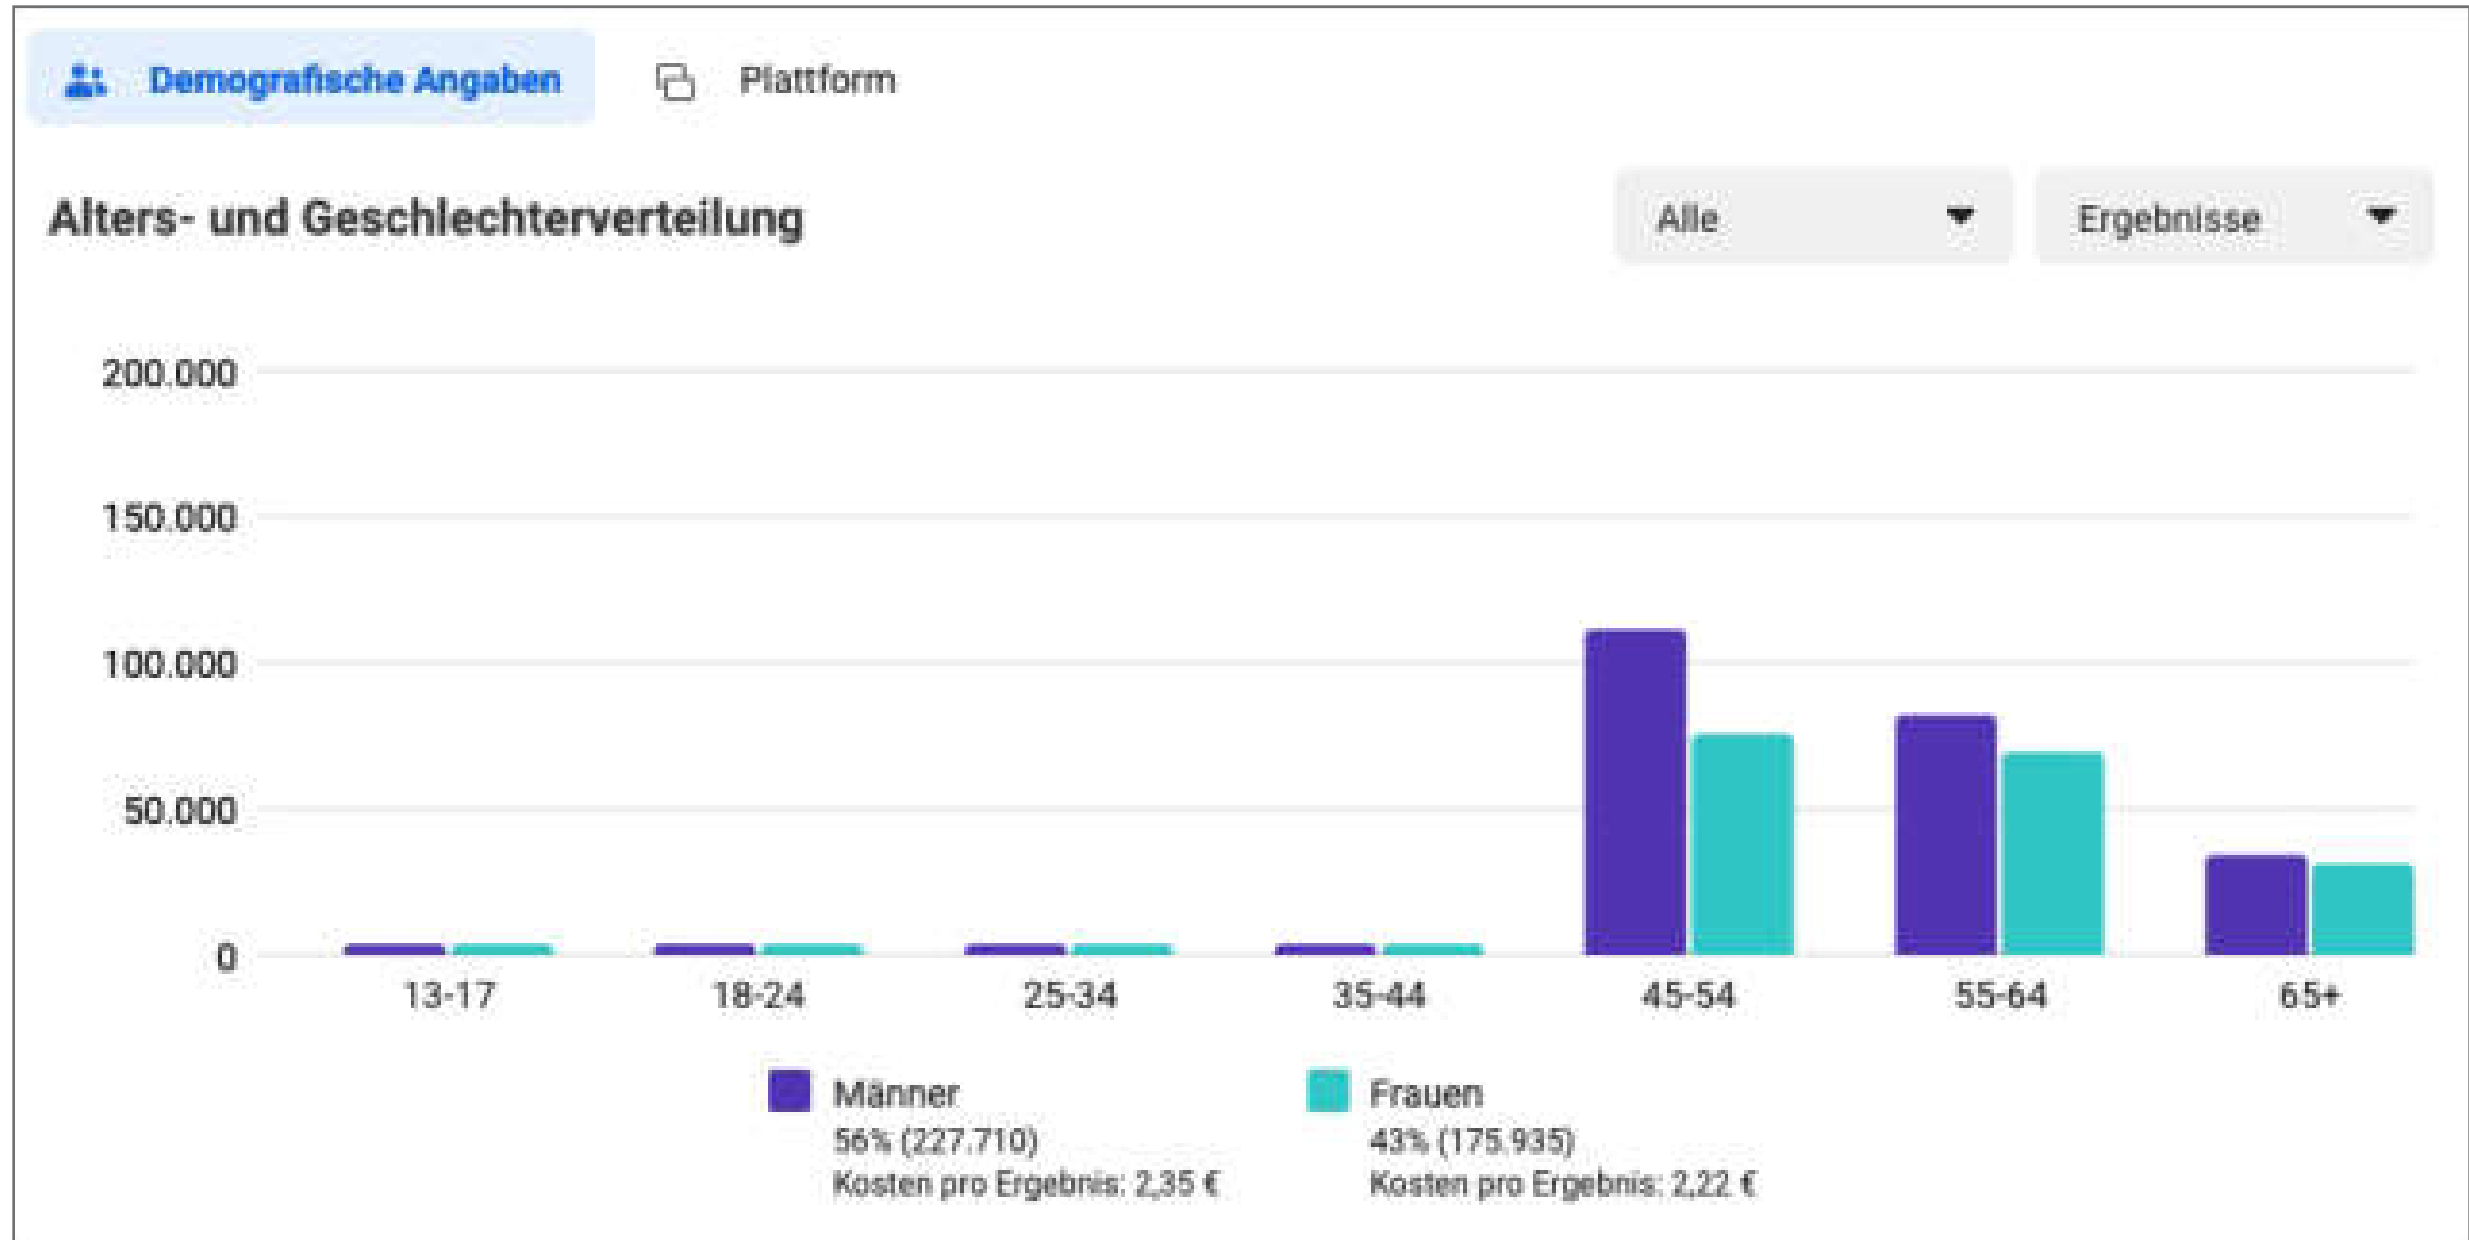 Demografische Angaben
Plattform
Alters- und Geschlechterverteilung
Alle
Ergebnisse
200.000
150.000
100.000
50.000
0
13-17
18-24
25-34
35-44
45-54
55-64
65+
Männer
56% (227.710)
Kosten pro Ergebnis: 2,35 €
Frauen
43% (175.935)
Kosten pro Ergebnis: 2,22 €